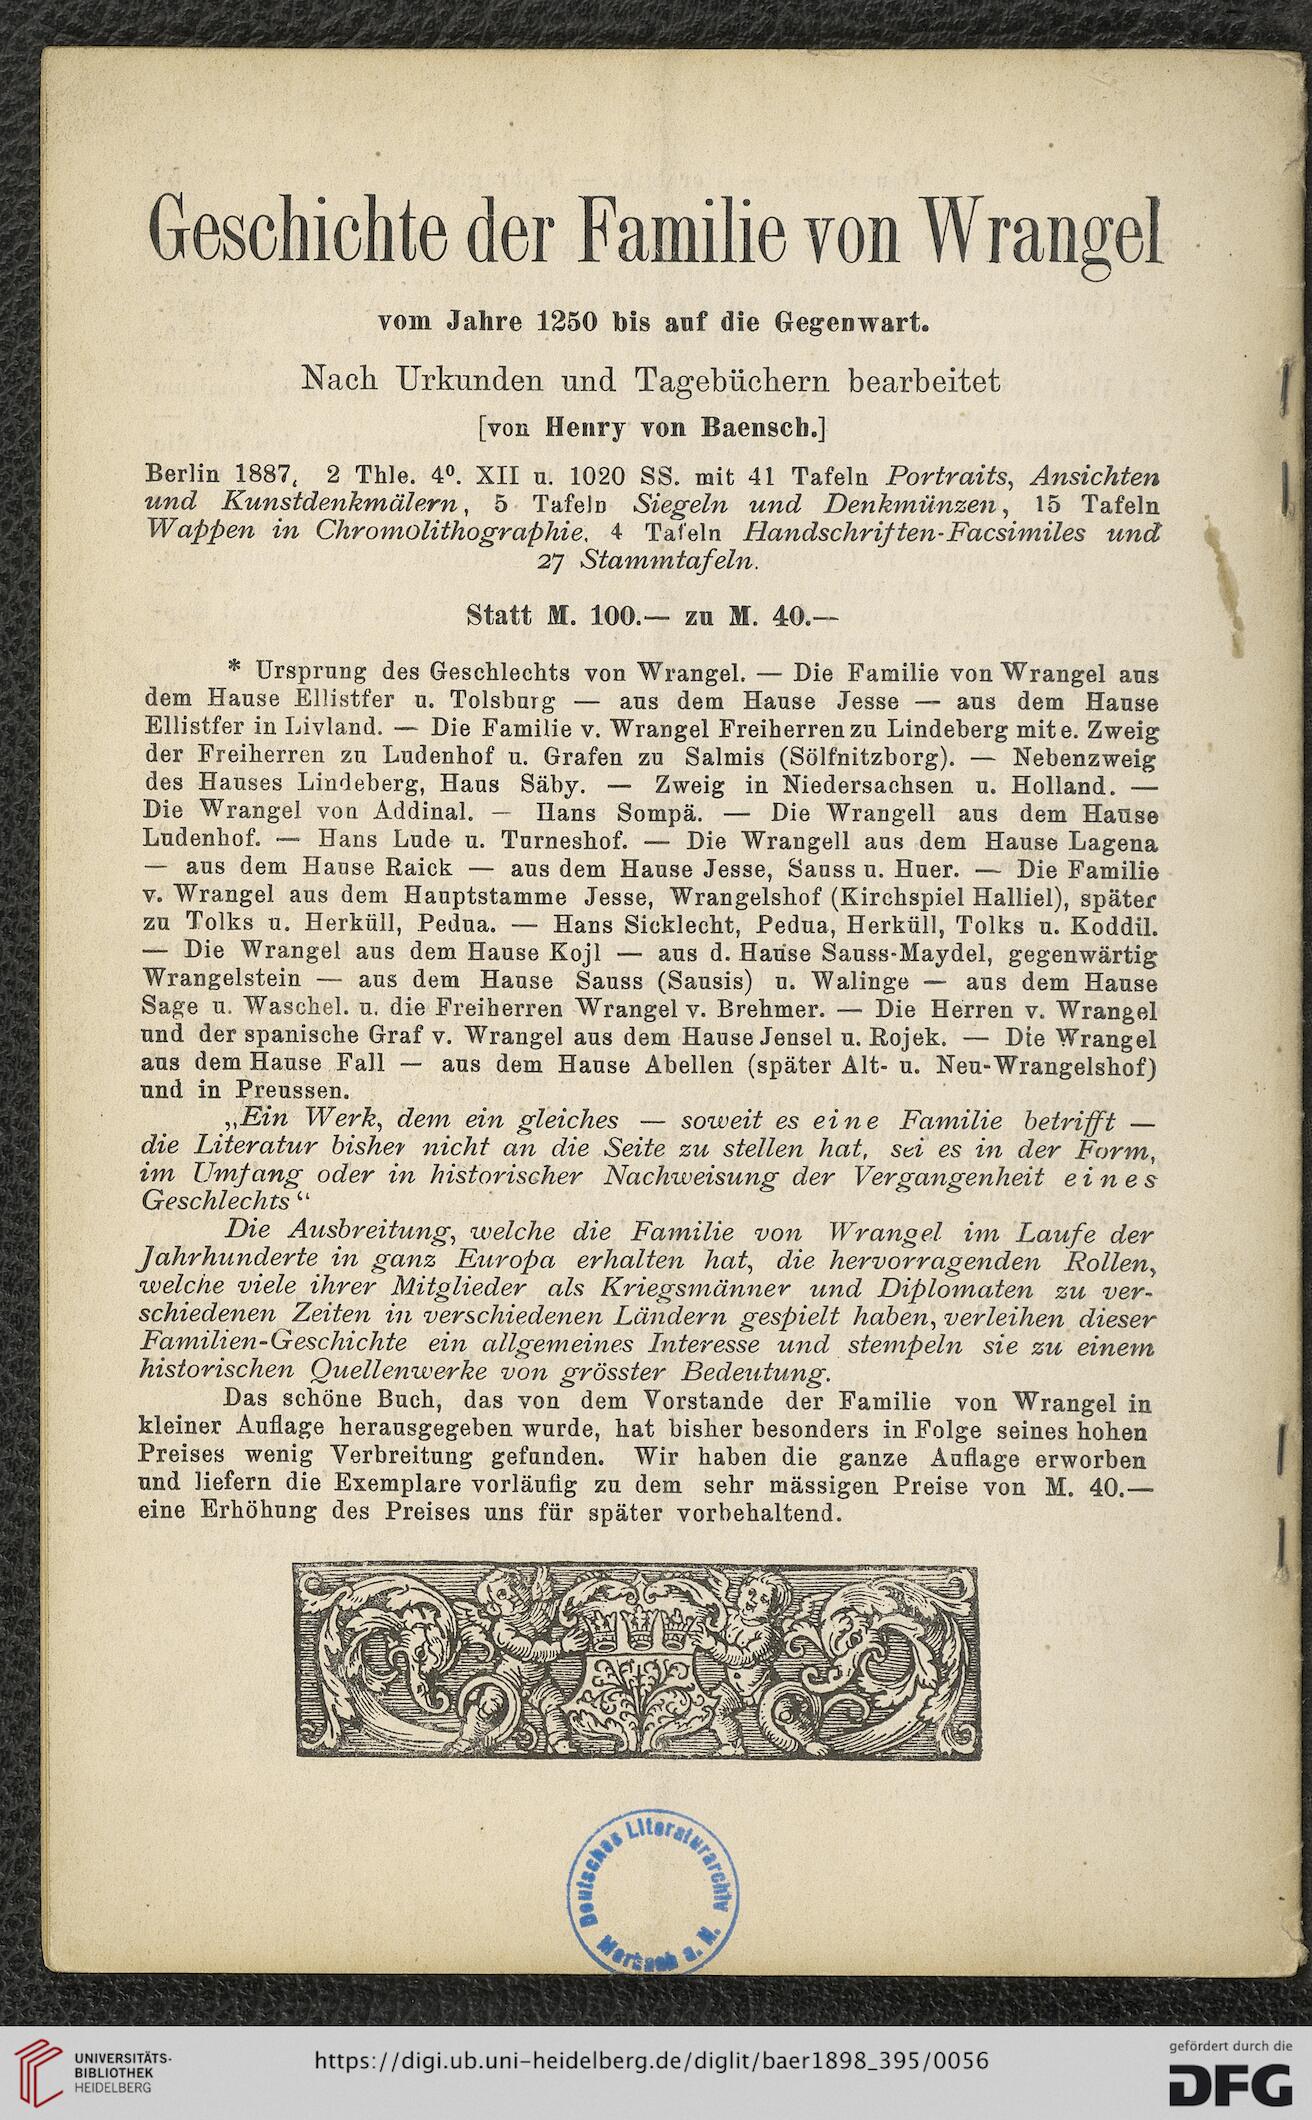 Geschichte der Familie von Wrangel
vom Jahre 1250 bis auf die Gegenwart.
Nach Urkunden und Tagebüchern bearbeitet
[von Henry von Baensch.]
Berlin 1887, 2 Thle. 4⁰. XII u. 1020 SS. mit 41 Tafeln Portraits, Ansichten
und Kunstdenkmälern, 5 Tafeln Siegeln und Denkmünzen, 15 Tafeln
Wappen in Chromolithographie, 4 Tafeln Handschriften-Facsimiles und
27 Stammtafeln.
Statt M. 100.— zu M. 40.—
* Ursprung des Geschlechts von Wrangel. — Die Familie von Wrangel aus
dem Hause Ellistfer u. Tolsburg — aus dem Hause Jesse — aus dem Hause
Ellistfer in Livland. — Die Familie v. Wrangel Freiherren zu Lindeberg mit e. Zweig
der Freiherren zu Ludenhof u. Grafen zu Salmis (Sölfnitzborg). — Nebenzweig
des Hauses Lindeberg, Haus Säby. — Zweig in Niedersachsen u. Holland. —
Die Wrangel von Addinal. — Hans Sompä. — Die Wrangell aus dem Hause
Ludenhof. — Hans Lude u. Turneshof. — Die Wrangell aus dem Hause Lagena
— aus dem Hause Raick — aus dem Hause Jesse, Sauss u. Huer. — Die Familie
v. Wrangel aus dem Hauptstamme Jesse, Wrangelshof (Kirchspiel Halliel), später
zu Tolks u. Herküll, Pedua. — Hans Sicklecht, Pedua, Herküll, Tolks u. Koddil.
— Die Wrangel aus dem Hause Kojl — aus d. Hause Sauss-Maydel, gegenwärtig
Wrangelstein — aus dem Hause Sauss (Sausis) u. Walinge — aus dem Hause
Sage u. Waschel. u. die Freiherren Wrangel v. Brehmer. — Die Herren v. Wrangel
und der spanische Graf v. Wrangel aus dem Hause Jensel u. Rojek. — Die Wrangel
aus dem Hause Fall — aus dem Hause Abellen (später Alt- u. Neu-Wrangelshof)
und in Preussen.
„Ein Werk, dem ein gleiches — soweit es eine Familie betrifft —
die Literatur bisher nicht an die Seite zu stellen hat, sei es in der Form,
im Umfang oder in historischer Nachweisung der Vergangenheit eines
Geschlechts“
Die Ausbreitung, welche die Familie von Wrangel im Laufe der
Jahrhunderte in ganz Europa erhalten hat, die hervorragenden Rollen,
welche viele ihrer Mitglieder als Kriegsmänner und Diplomaten zu ver-
schiedenen Zeiten in verschiedenen Ländern gespielt haben, verleihen dieser
Familien-Geschichte ein allgemeines Interesse und stempeln sie zu einem
historischen Quellenwerke von grösster Bedeutung.
Das schöne Buch, das von dem Vorstande der Familie von Wrangel in
kleiner Auflage herausgegeben wurde, hat bisher besonders in Folge seines hohen
Preises wenig Verbreitung gefunden. Wir haben die ganze Auflage erworben
und liefern die Exemplare vorläufig zu dem sehr mässigen Preise von M. 40.—
eine Erhöhung des Preises uns für später vorbehaltend.
Deutsches Literaturarchiv
Marbach a. N.
UNIVERSITÄTS-
BIBLIOTHEK
HEIDELBERG
https://digi.ub.uni-heidelberg.de/diglit/baer1898_395/0056
gefördert durch die
DFG